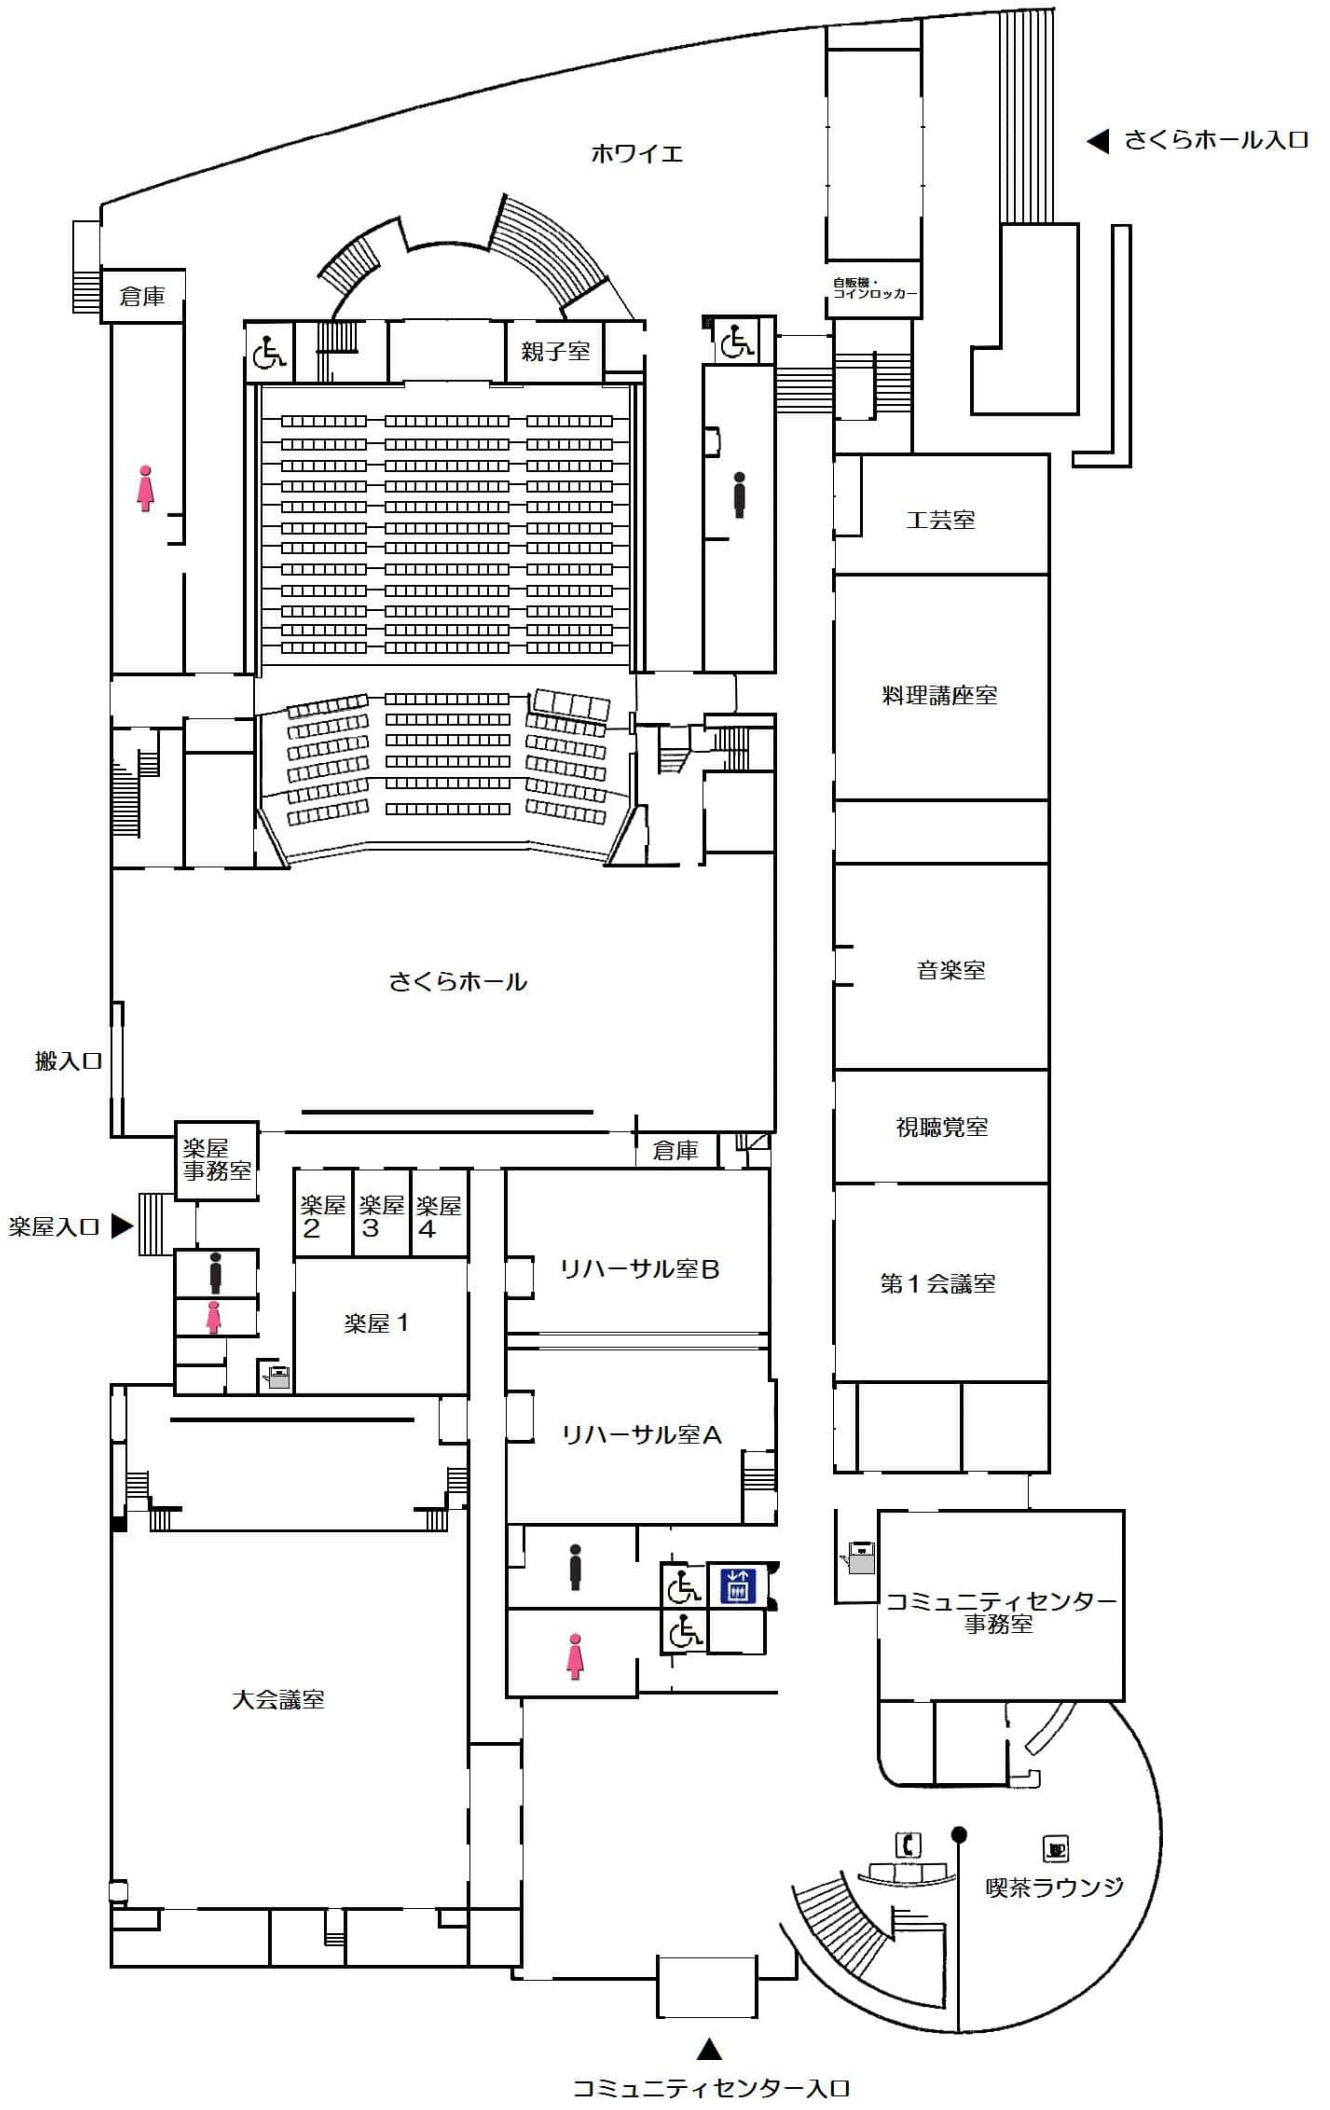 ホワイエ
さくらホール入口
倉庫
自販機・
コインロッカー
親子室
工芸室
料理講座室
音楽室
さくらホール
搬入口
視聴覚室
楽屋
事務室
倉庫
楽屋入口
楽屋
2
楽屋
3
楽屋
4
リハーサル室B
第1会議室
楽屋1
リハーサル室A
コミュニティセンター
事務室
大会議室
喫茶ラウンジ
コミュニティセンター入口